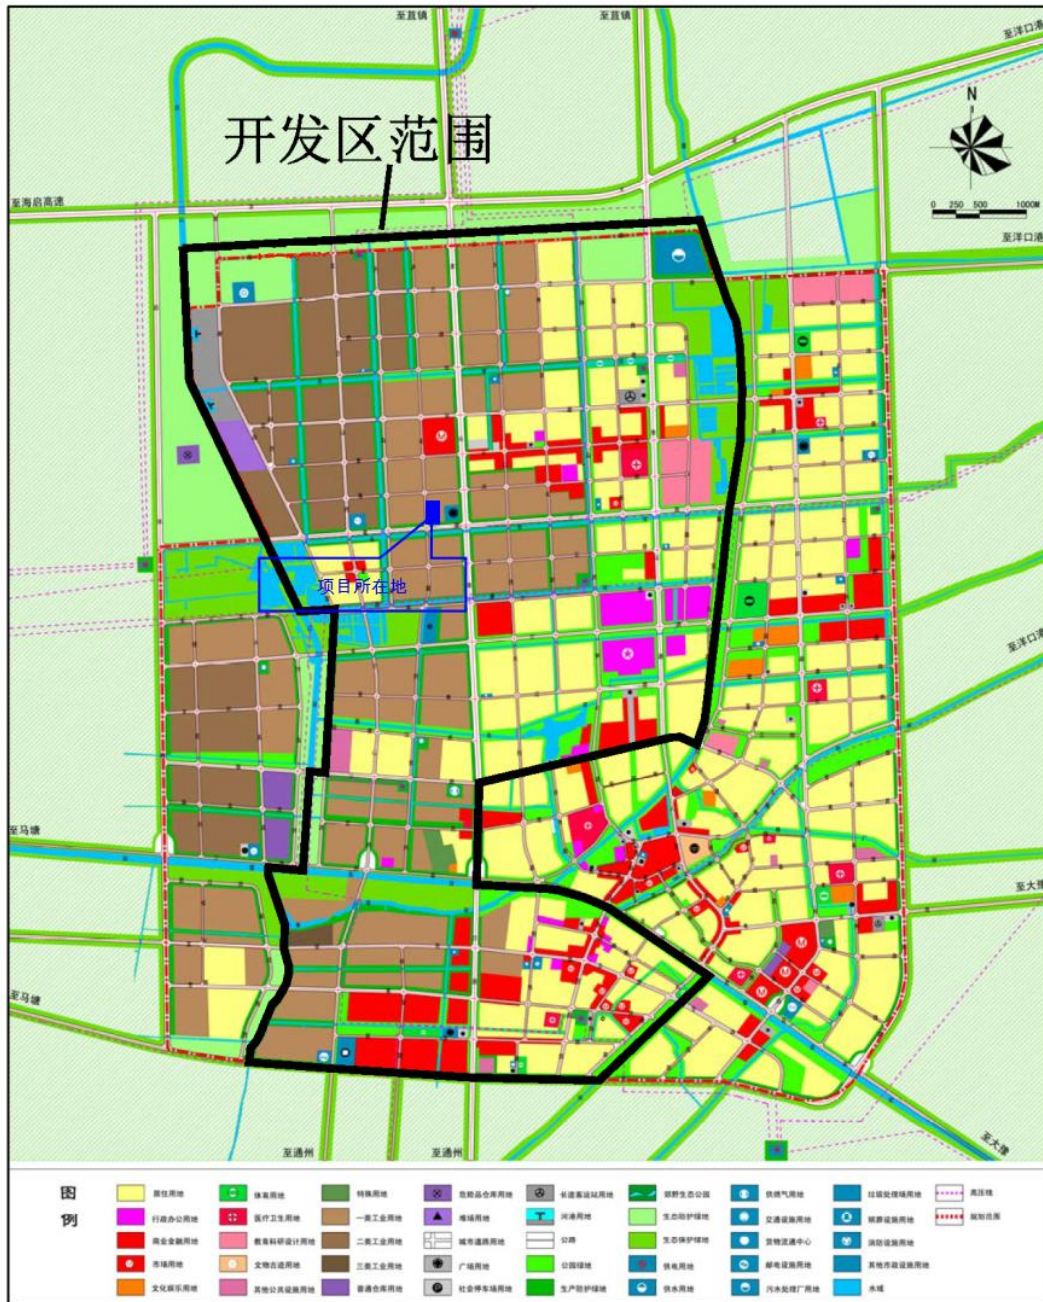 至苴镇
至苴镇
至洋口港
N
开发区范围
至海启高速
0 250 500 1000M
至洋口港
项目所在地
至洋口港
至马塘
至大豫
至马塘
至通州
至通州
至大豫
图例
居住用地
体育用地
特殊用地
危险品仓库用地
长途客运站用地
郊野生态公园
供燃气用地
垃圾处理场用地
高压线
行政办公用地
医疗卫生用地
一类工业用地
堆场用地
河港用地
生态防护绿地
交通设施用地
殡葬设施用地
规划范围
商业金融用地
教育科研设计用地
二类工业用地
城市道路用地
公路
生态保护绿地
货物流通中心
消防设施用地
市场用地
文物古迹用地
三类工业用地
广场用地
公园绿地
供电用地
邮电设施用地
其他市政设施用地
文化娱乐用地
其他公共设施用地
普通仓库用地
社会停车场用地
生产防护绿地
供水用地
污水处理厂用地
水域